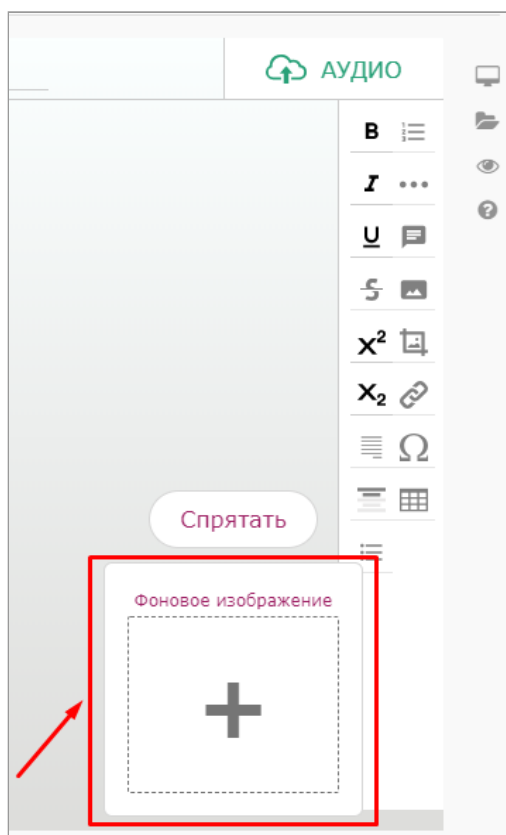 АУДИО
B
I
U
S
X²
X₂
Ω
Спрятать
Фоновое изображение